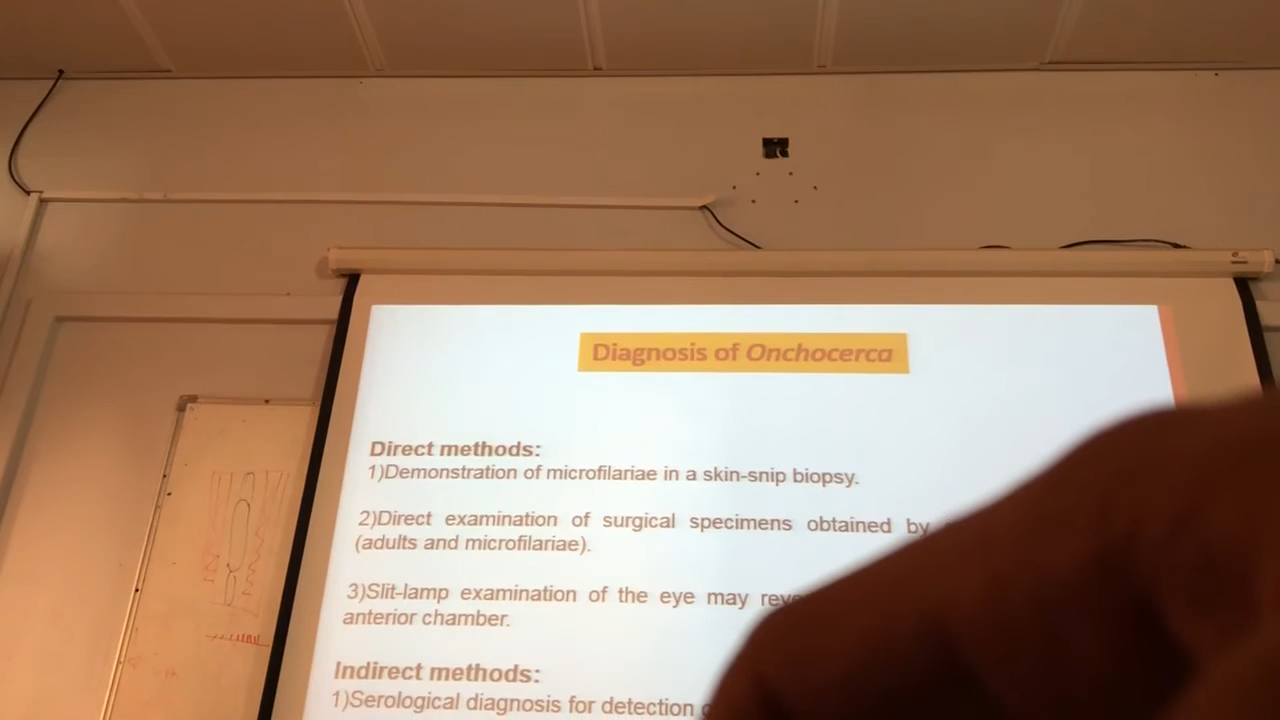 Diagnosis of Onchocerca
Direct methods:
1)Demonstration of microfilariae in a skin-snip biopsy.
2)Direct examination of surgical specimens obtained by
(adults and microfilariae).
3)Slit-lamp examination of the eye may
anterior chamber.
Indirect methods:
1)Serological diagnosis for detection